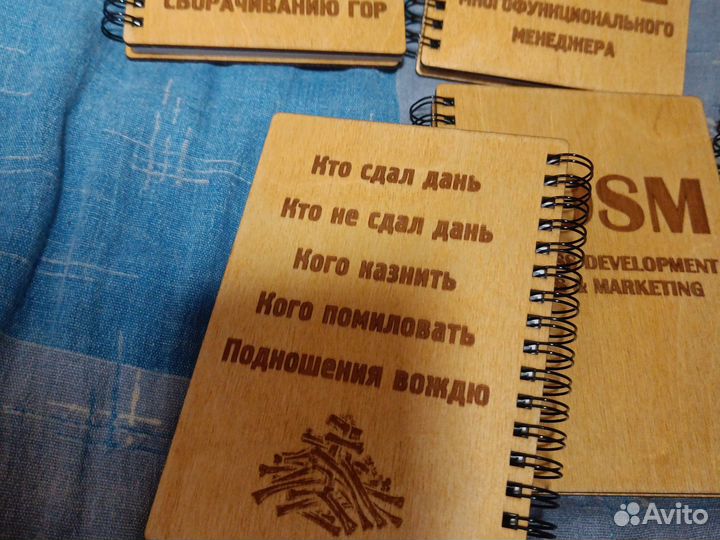 СВОРАЧИВАНИЮ ГОР
МНОГОФУНКЦИОНАЛЬНОГО
МЕНЕДЖЕРА
Кто сдал дань
Кто не сдал дань
Кого казнить
Кого помиловать
Подношения вождю
SM
DEVELOPMENT
& MARKETING
Avito